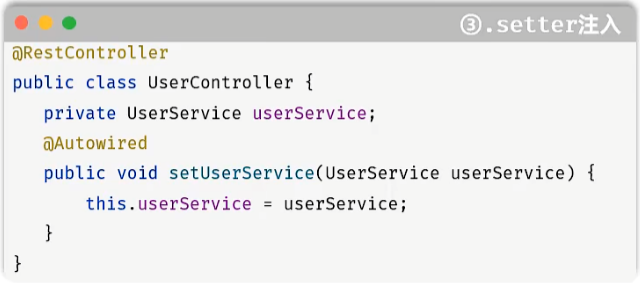 ③.setter注入
@RestController
public class UserController {
    private UserService userService;
    @Autowired
    public void setUserService(UserService userService) {
        this.userService = userService;
    }
}